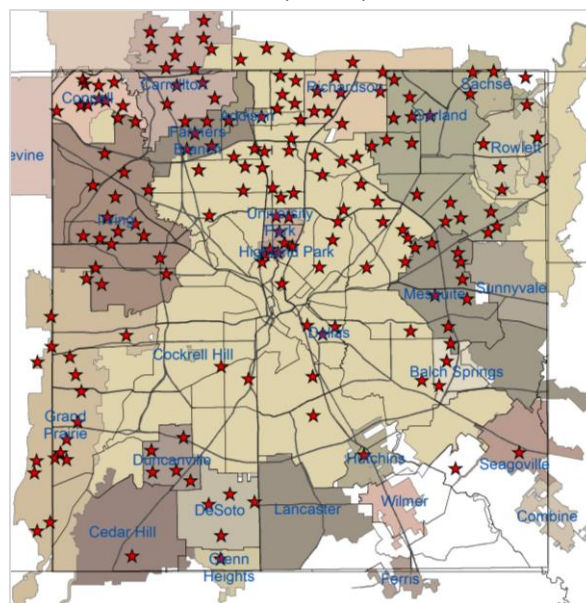 Sachse
Coppell
Carrollton
Richardson
Addison
Garland
Farmers
Branch
Rowlett
evine
Irving
University
Park
Highland Park
Sunnyvale
Mesquite
Dallas
Cockrell Hill
Balch Springs
Grand
Prairie
Duncanville
Hutchins
Seagoville
DeSoto
Lancaster
Wilmer
Combine
Cedar Hill
Glenn
Heights
Ferris